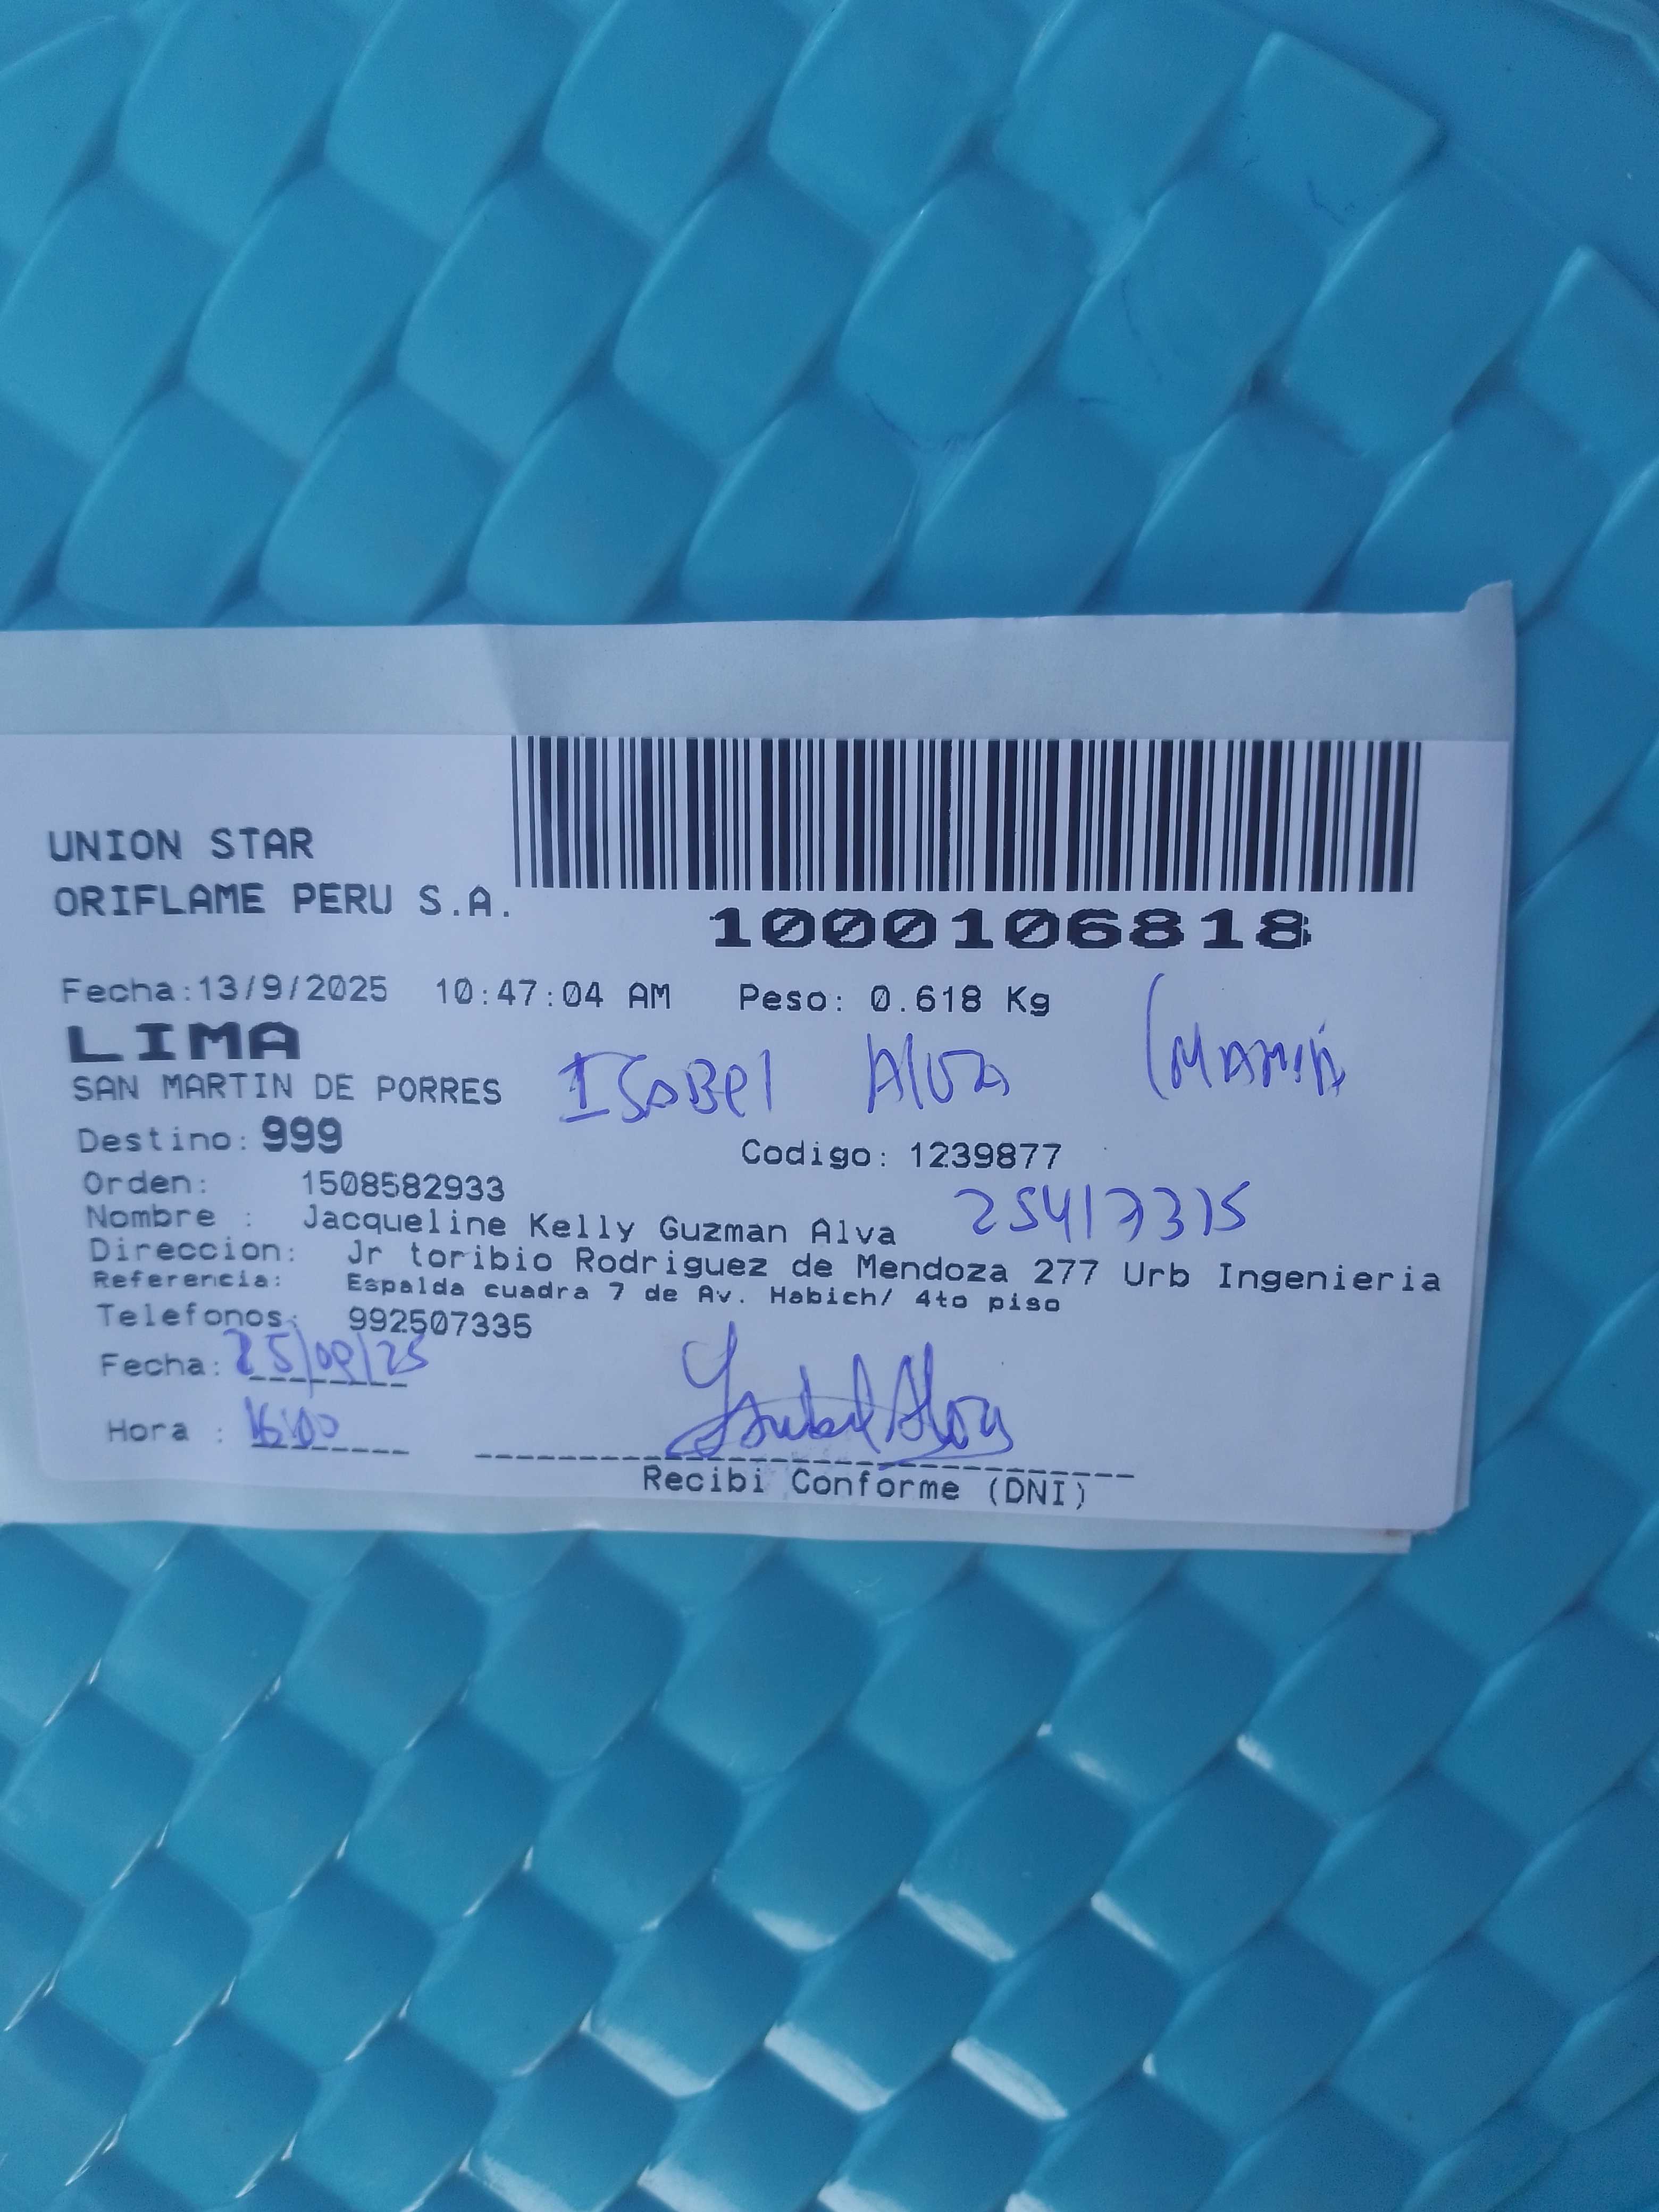 UNION STAR
ORIFLAME PERU S.A.
1000106818
Fecha:13/9/2025 10:47:04 AM Peso: 0.618 Kg
LIMA
SAN MARTIN DE PORRES ISABEl Alva (MAMÁ
Destino: 999 Codigo: 1239877
Orden: 1508582933
Nombre : Jacqueline Kelly Guzman Alva 25417315
Direccion: Jr toribio Rodriguez de Mendoza 277 Urb Ingenieria
Referencia: Espalda cuadra 7 de Av. Habich/ 4to piso
Telefonos: 992507335
Fecha: 25/09/25
Hora : 16:00 Isabel Alva
Recibi Conforme (DNI)